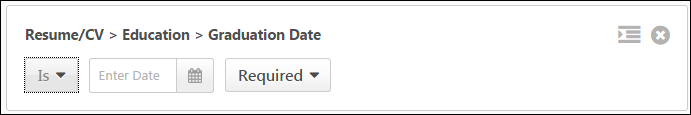 Resume/CV > Education > Graduation Date
Is Enter Date Required